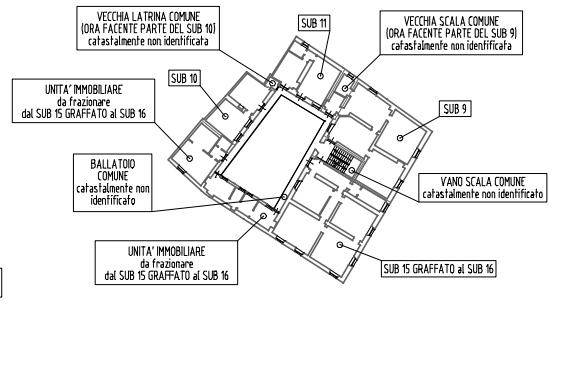 VECCHIA LATRINA COMUNE
(ORA FACENTE PARTE DEL SUB 10)
catastalmente non identificata
SUB 11
VECCHIA SCALA COMUNE
(ORA FACENTE PARTE DEL SUB 9)
catastalmente non identificata
UNITA' IMMOBILIARE
da frazionare
dal SUB 15 GRAFFATO al SUB 16
SUB 10
SUB 9
BALLATOIO
COMUNE
catastalmente non
identificato
VANO SCALA COMUNE
catastalmente non identificato
UNITA' IMMOBILIARE
da frazionare
dal SUB 15 GRAFFATO al SUB 16
SUB 15 GRAFFATO al SUB 16